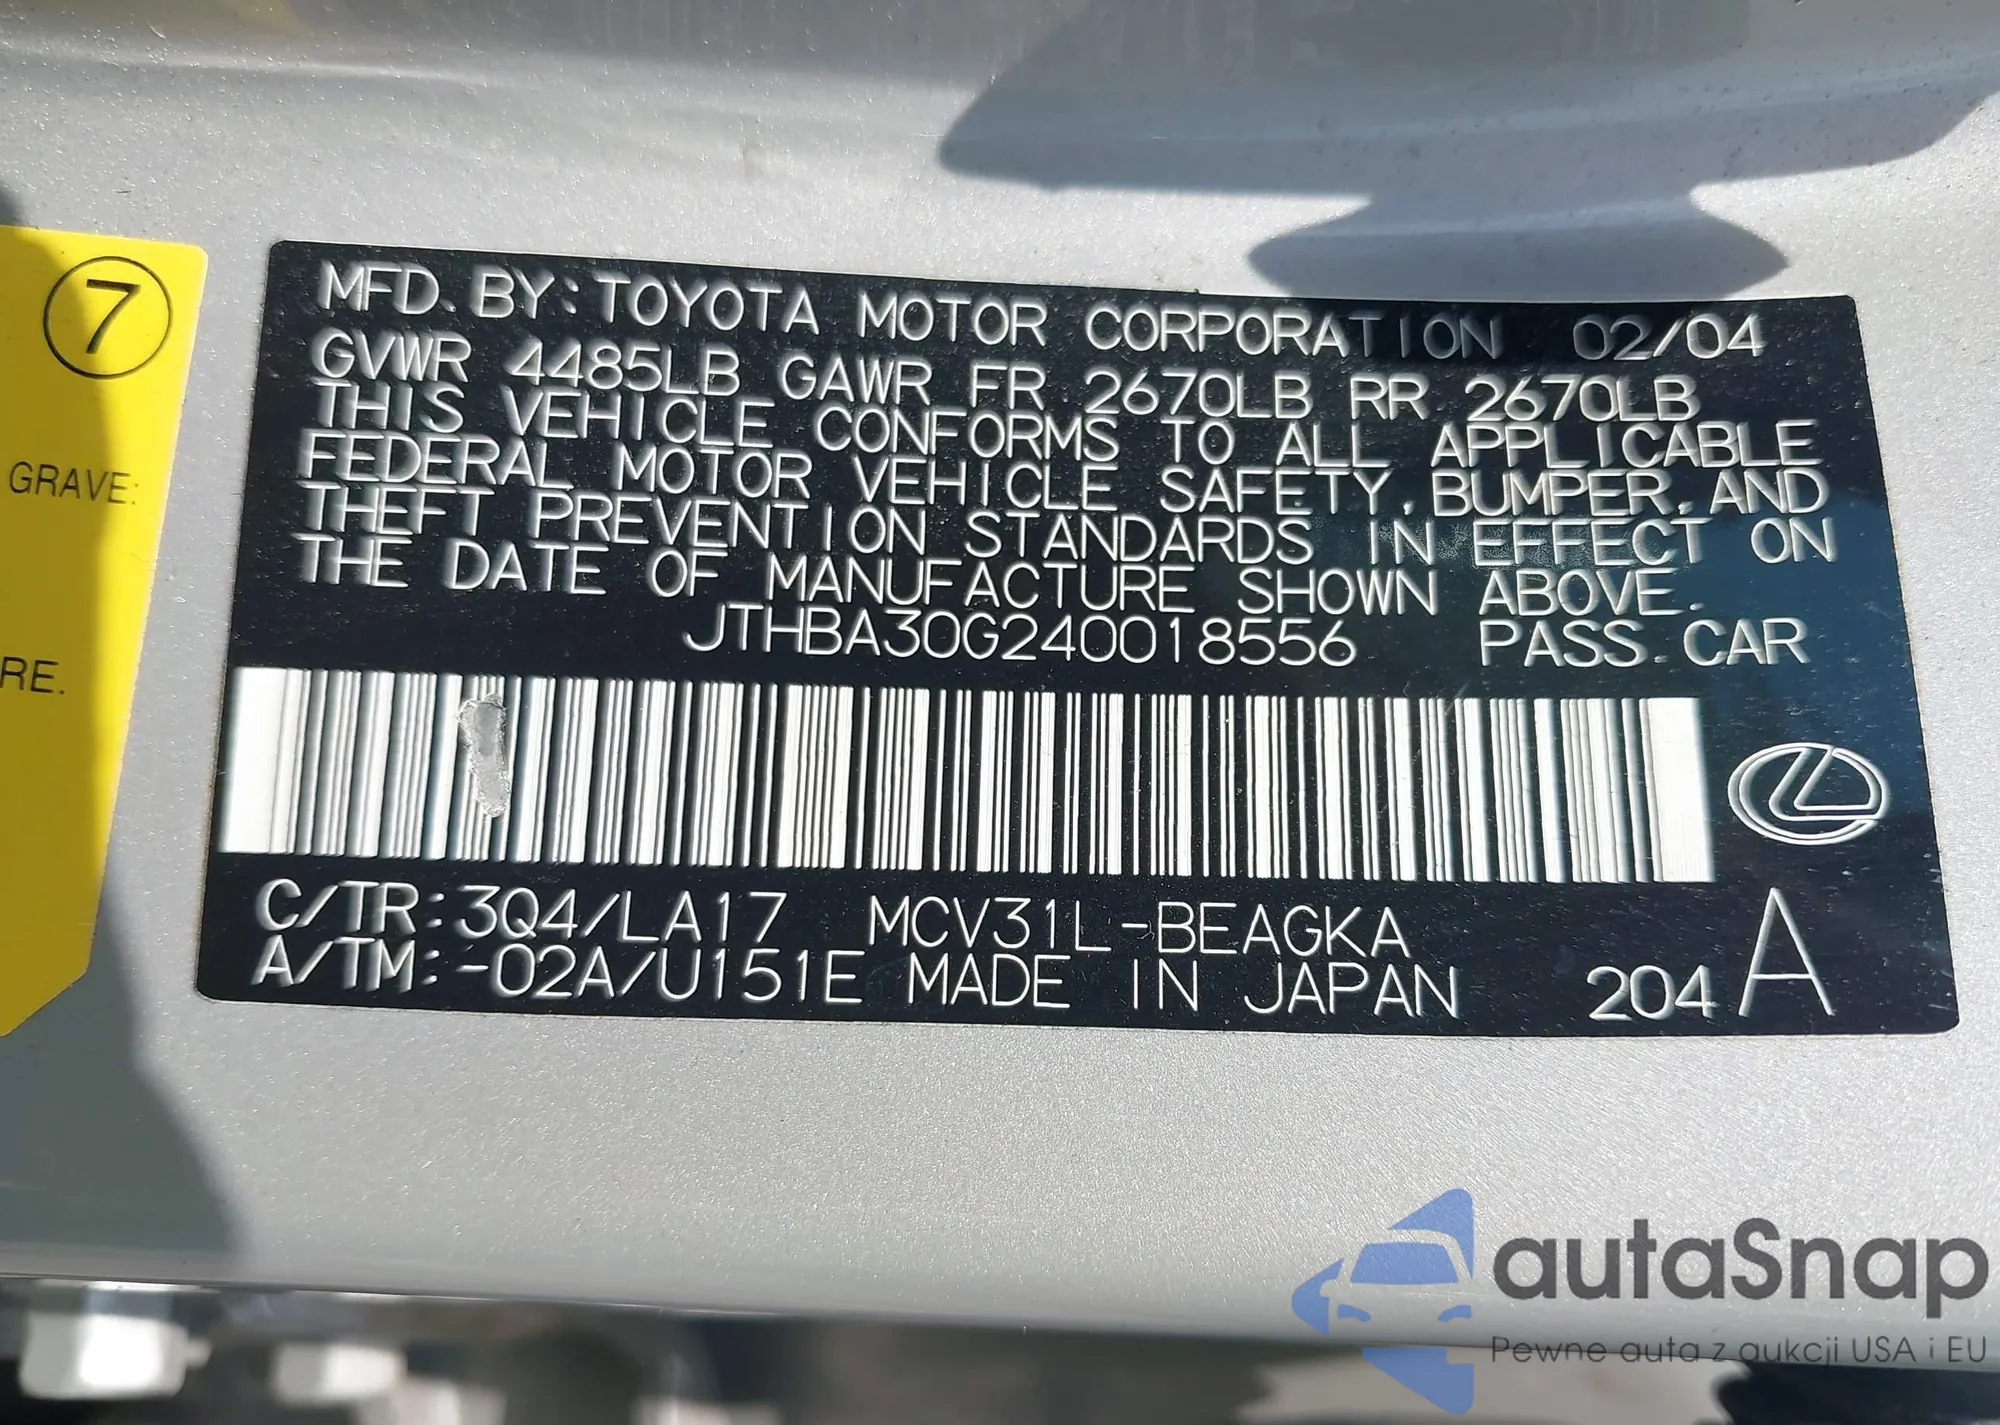 7
GRAVE:
RE.
MFD. BY: TOYOTA MOTOR CORPORATION 02/04
GVWR 4485LB GAWR FR 2670LB RR 2670LB
THIS VEHICLE CONFORMS TO ALL APPLICABLE
FEDERAL MOTOR VEHICLE SAFETY, BUMPER, AND
THEFT PREVENTION STANDARDS IN EFFECT ON
THE DATE OF MANUFACTURE SHOWN ABOVE.
JTHBA30G240018556 PASS. CAR
C/TR: 3Q4/LA17 MCV31L-BEAGKA
A/TM: -02A/U151E MADE IN JAPAN 204 A
autaSnap
Pewne auta z aukcji USA i EU